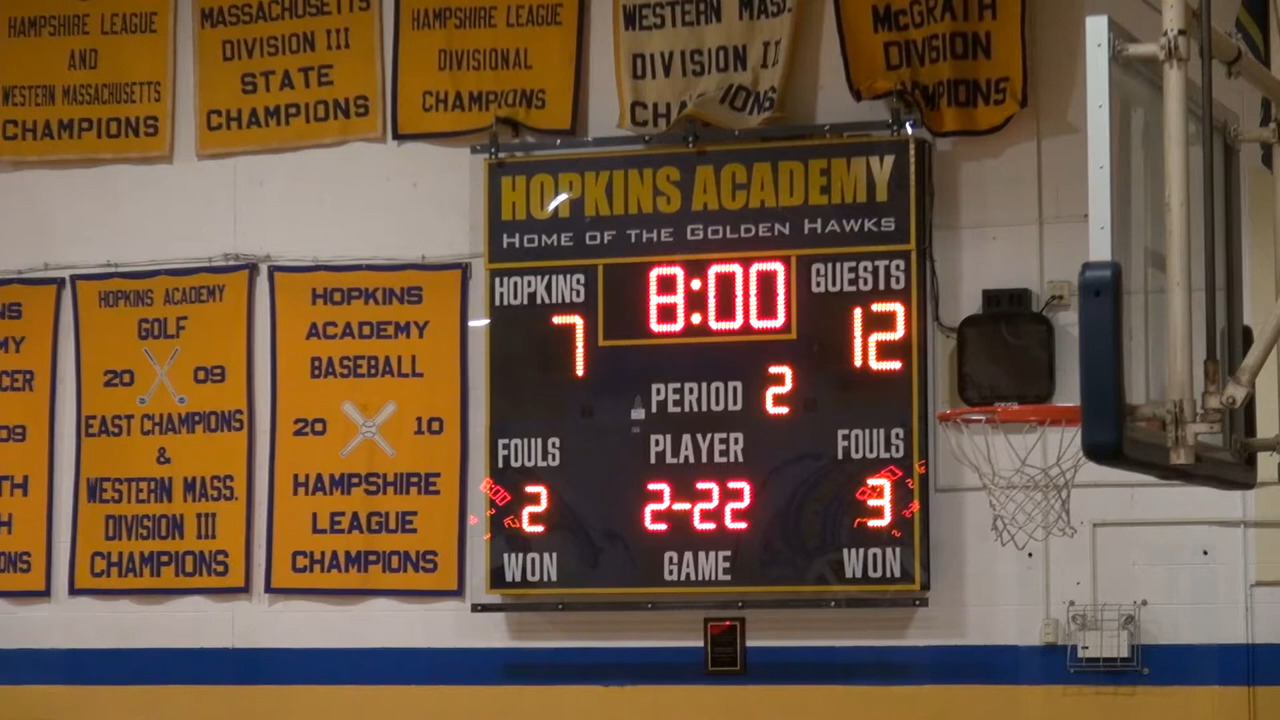 HAMPSHIRE LEAGUE
AND
WESTERN MASSACHUSETTS
CHAMPIONS
MASSACHUSETTS
DIVISION III
STATE
CHAMPIONS
HAMPSHIRE LEAGUE
DIVISIONAL
CHAMPIONS
WESTERN MASS.
DIVISION II
CHAMPIONS
McGRATH
DIVISION
CHAMPIONS
HOPKINS ACADEMY
HOME OF THE GOLDEN HAWKS
HOPKINS 8:00 GUESTS
7 12
PERIOD 2
FOULS PLAYER FOULS
2 2-22 3
WON GAME WON
HOPKINS ACADEMY
GOLF
20 09
EAST CHAMPIONS
&
WESTERN MASS.
DIVISION III
CHAMPIONS
HOPKINS
ACADEMY
BASEBALL
20 10
HAMPSHIRE
LEAGUE
CHAMPIONS